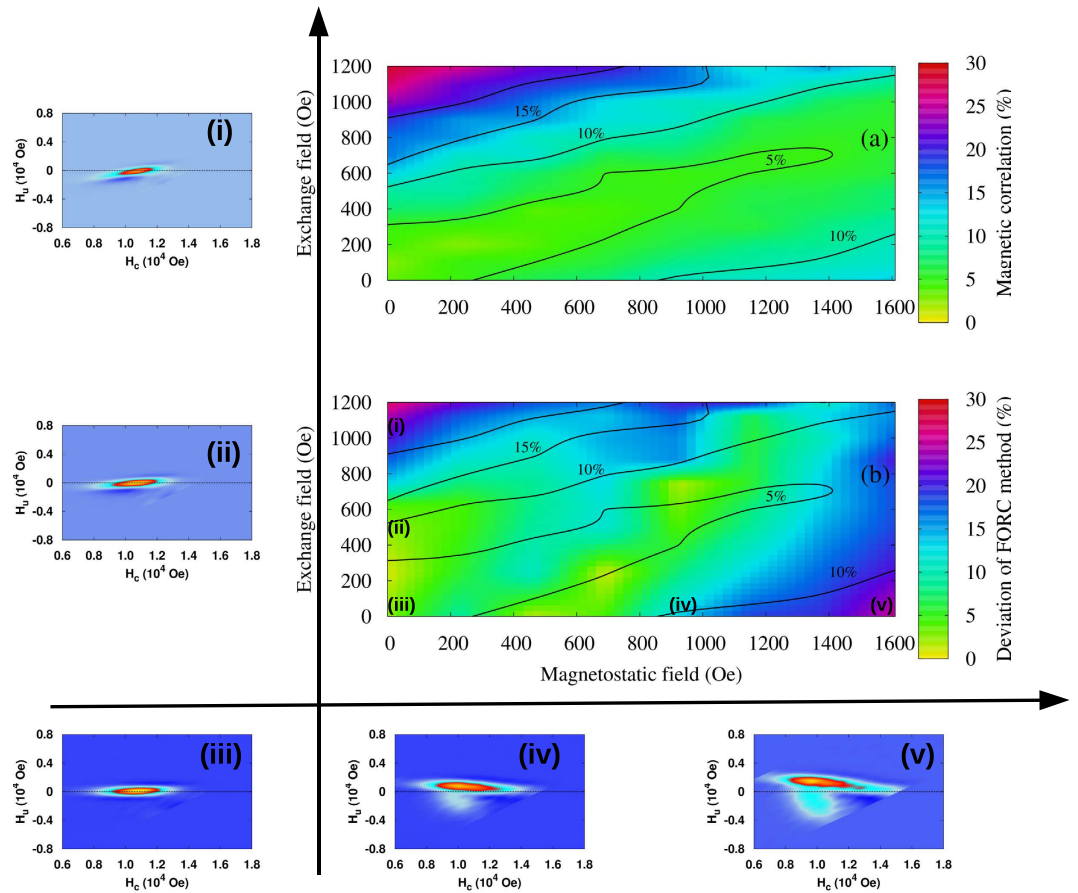 (i)
0.8
0.4
0
-0.4
-0.8
0.6 0.8 1.0 1.2 1.4 1.6 1.8
H_u (10^4 Oe)
H_c (10^4 Oe)
1200
1000
800
600
400
200
0
0 200 400 600 800 1000 1200 1400 1600
Exchange field (Oe)
15%
10%
5%
10%
(a)
30
25
20
15
10
5
0
Magnetic correlation (%)
(ii)
0.8
0.4
0
-0.4
-0.8
0.6 0.8 1.0 1.2 1.4 1.6 1.8
H_u (10^4 Oe)
H_c (10^4 Oe)
1200
1000
800
600
400
200
0
0 200 400 600 800 1000 1200 1400 1600
Exchange field (Oe)
Magnetostatic field (Oe)
(i)
15%
10%
5%
(b)
(ii)
10%
(iii)
(iv)
(v)
30
25
20
15
10
5
0
Deviation of FORC method (%)
(iii)
0.8
0.4
0
-0.4
-0.8
0.6 0.8 1.0 1.2 1.4 1.6 1.8
H_u (10^4 Oe)
H_c (10^4 Oe)
(iv)
0.8
0.4
0
-0.4
-0.8
0.6 0.8 1.0 1.2 1.4 1.6 1.8
H_u (10^4 Oe)
H_c (10^4 Oe)
(v)
0.8
0.4
0
-0.4
-0.8
0.6 0.8 1.0 1.2 1.4 1.6 1.8
H_u (10^4 Oe)
H_c (10^4 Oe)